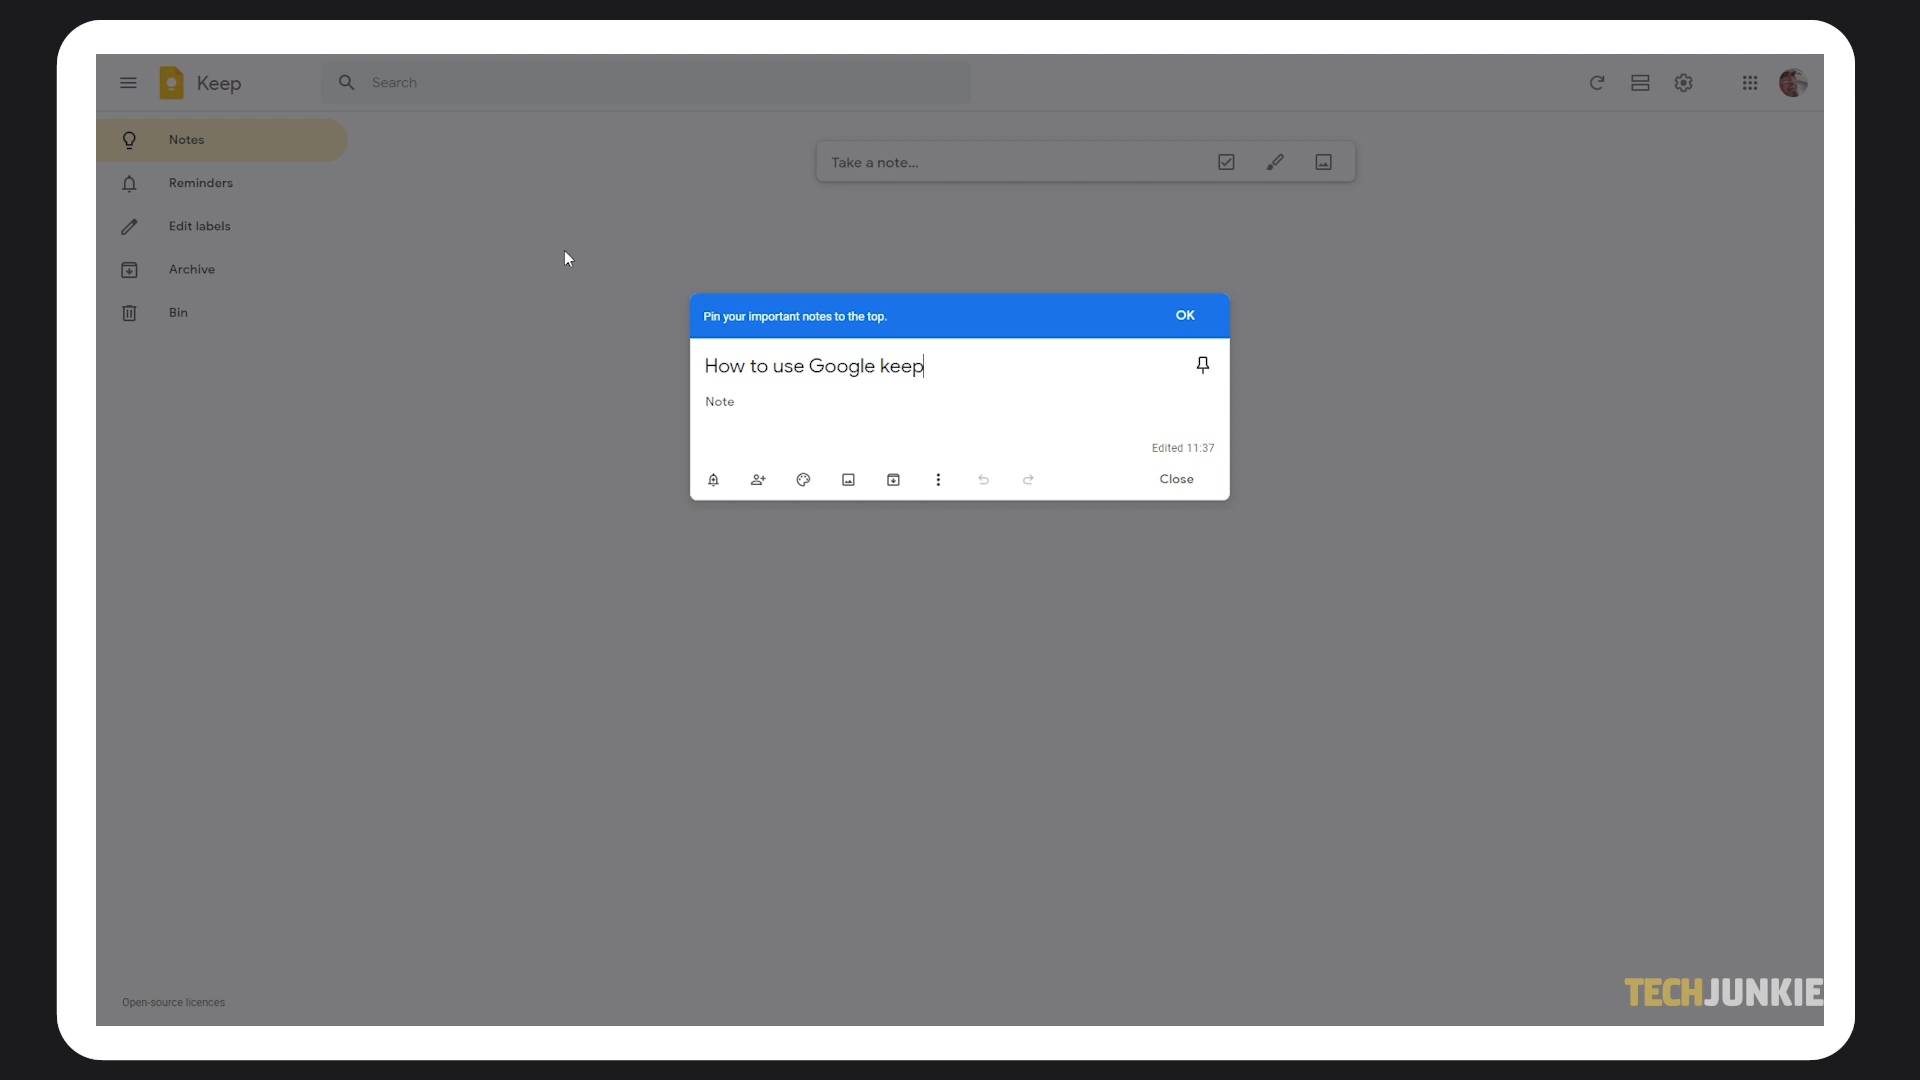 Keep
Search
Notes
Take a note...
Reminders
Edit labels
Archive
Bin
Pin your important notes to the top.
OK
How to use Google keep
Note
Edited 11:37
Close
Open-source licences
TECHJUNKIE